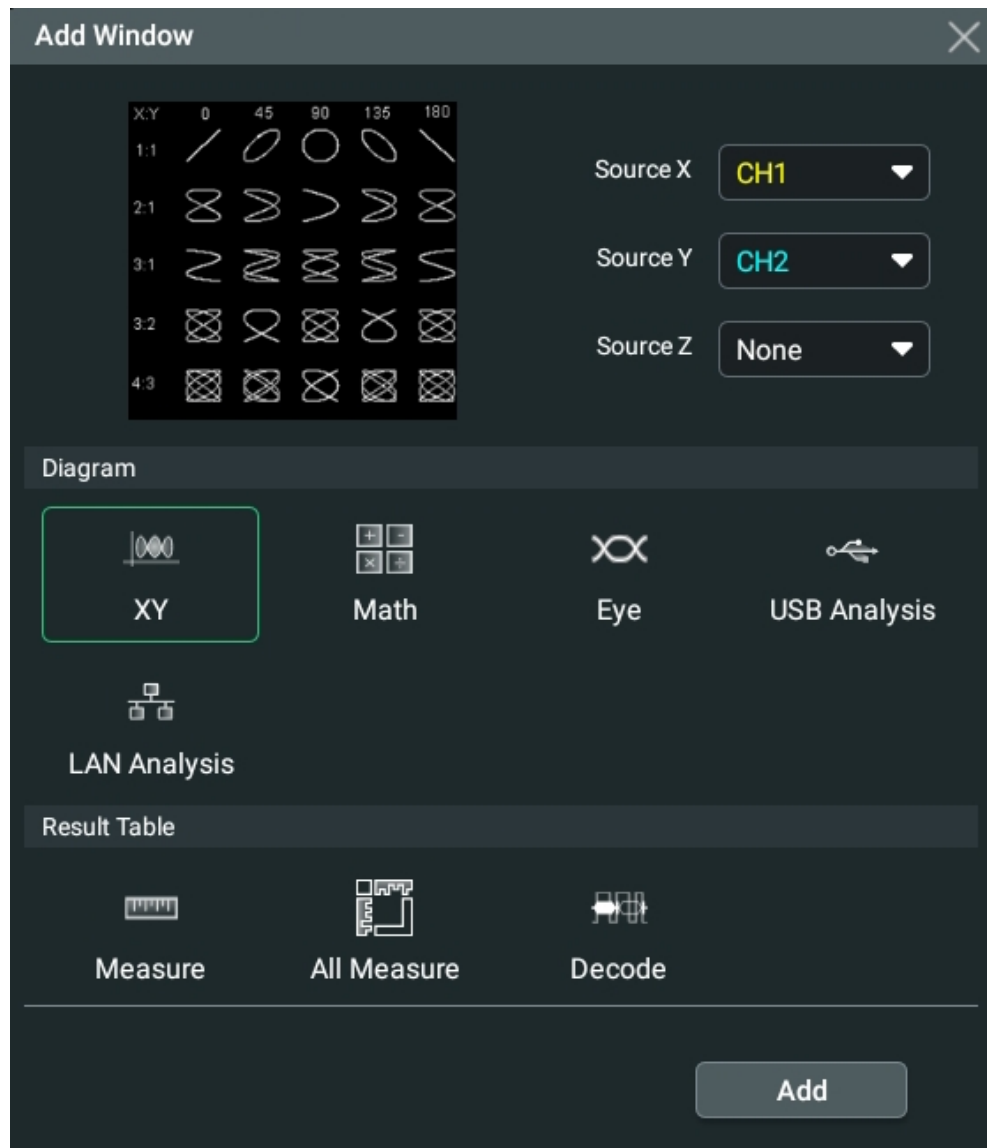 Add Window
X:Y 0 45 90 135 180
1:1
2:1
3:1
3:2
4:3
Source X CH1
Source Y CH2
Source Z None
Diagram
XY Math Eye USB Analysis
LAN Analysis
Result Table
Measure All Measure Decode
Add